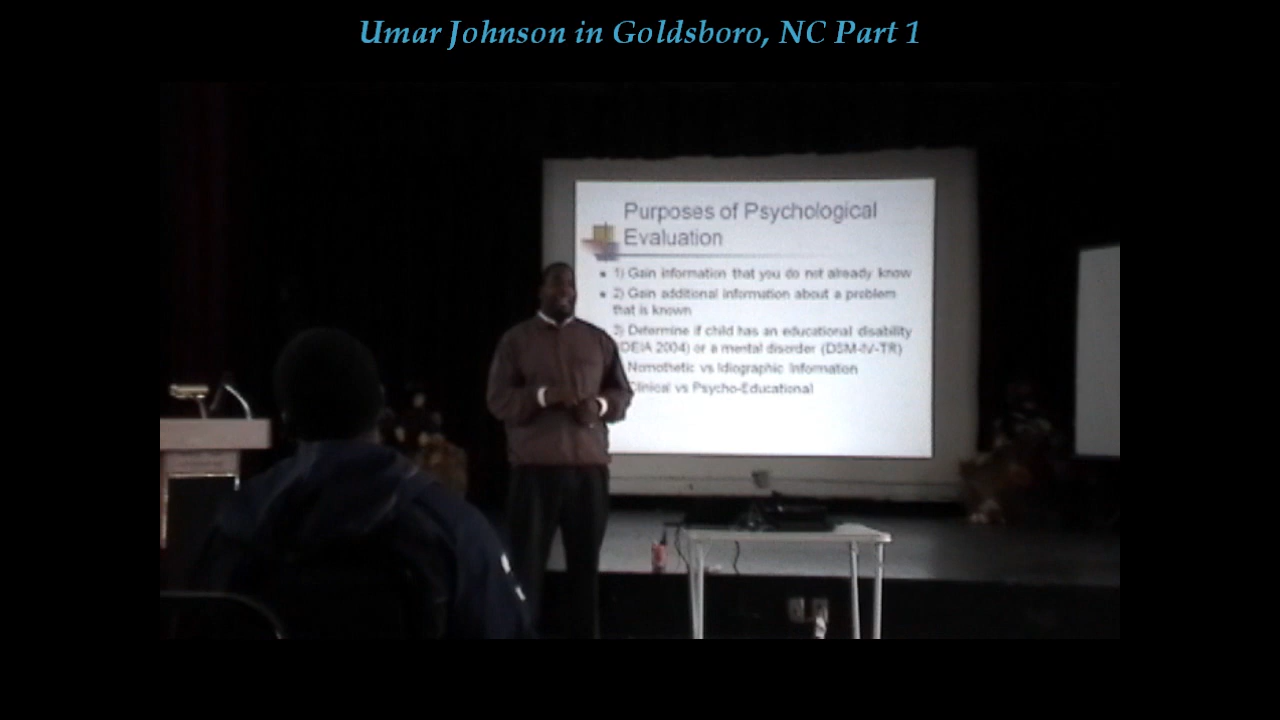 Umar Johnson in Goldsboro, NC Part 1
Purposes of Psychological
Evaluation
1) Gain information that you do not already know
2) Gain additional information about a problem
that is known
3) Determine if child has an educational disability
(DEIA 2004) or a mental disorder (DSM-IV-TR)
Nomothetic vs Idiographic Information
Clinical vs Psycho-Educational